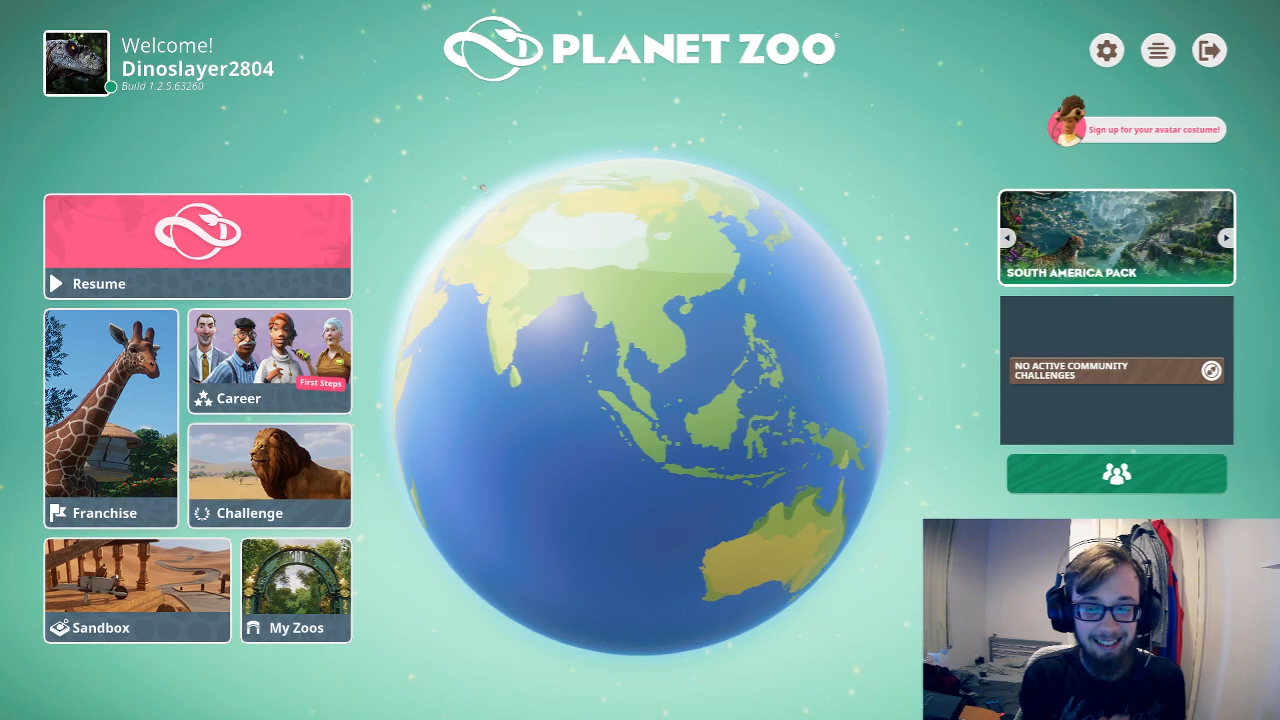 Welcome!
Dinoslayer2804
Build 1.2.5.63260
PLANET ZOO
Sign up for your avatar costume!
Resume
First Steps
Career
Franchise
Challenge
Sandbox
My Zoos
SOUTH AMERICA PACK
NO ACTIVE COMMUNITY
CHALLENGES